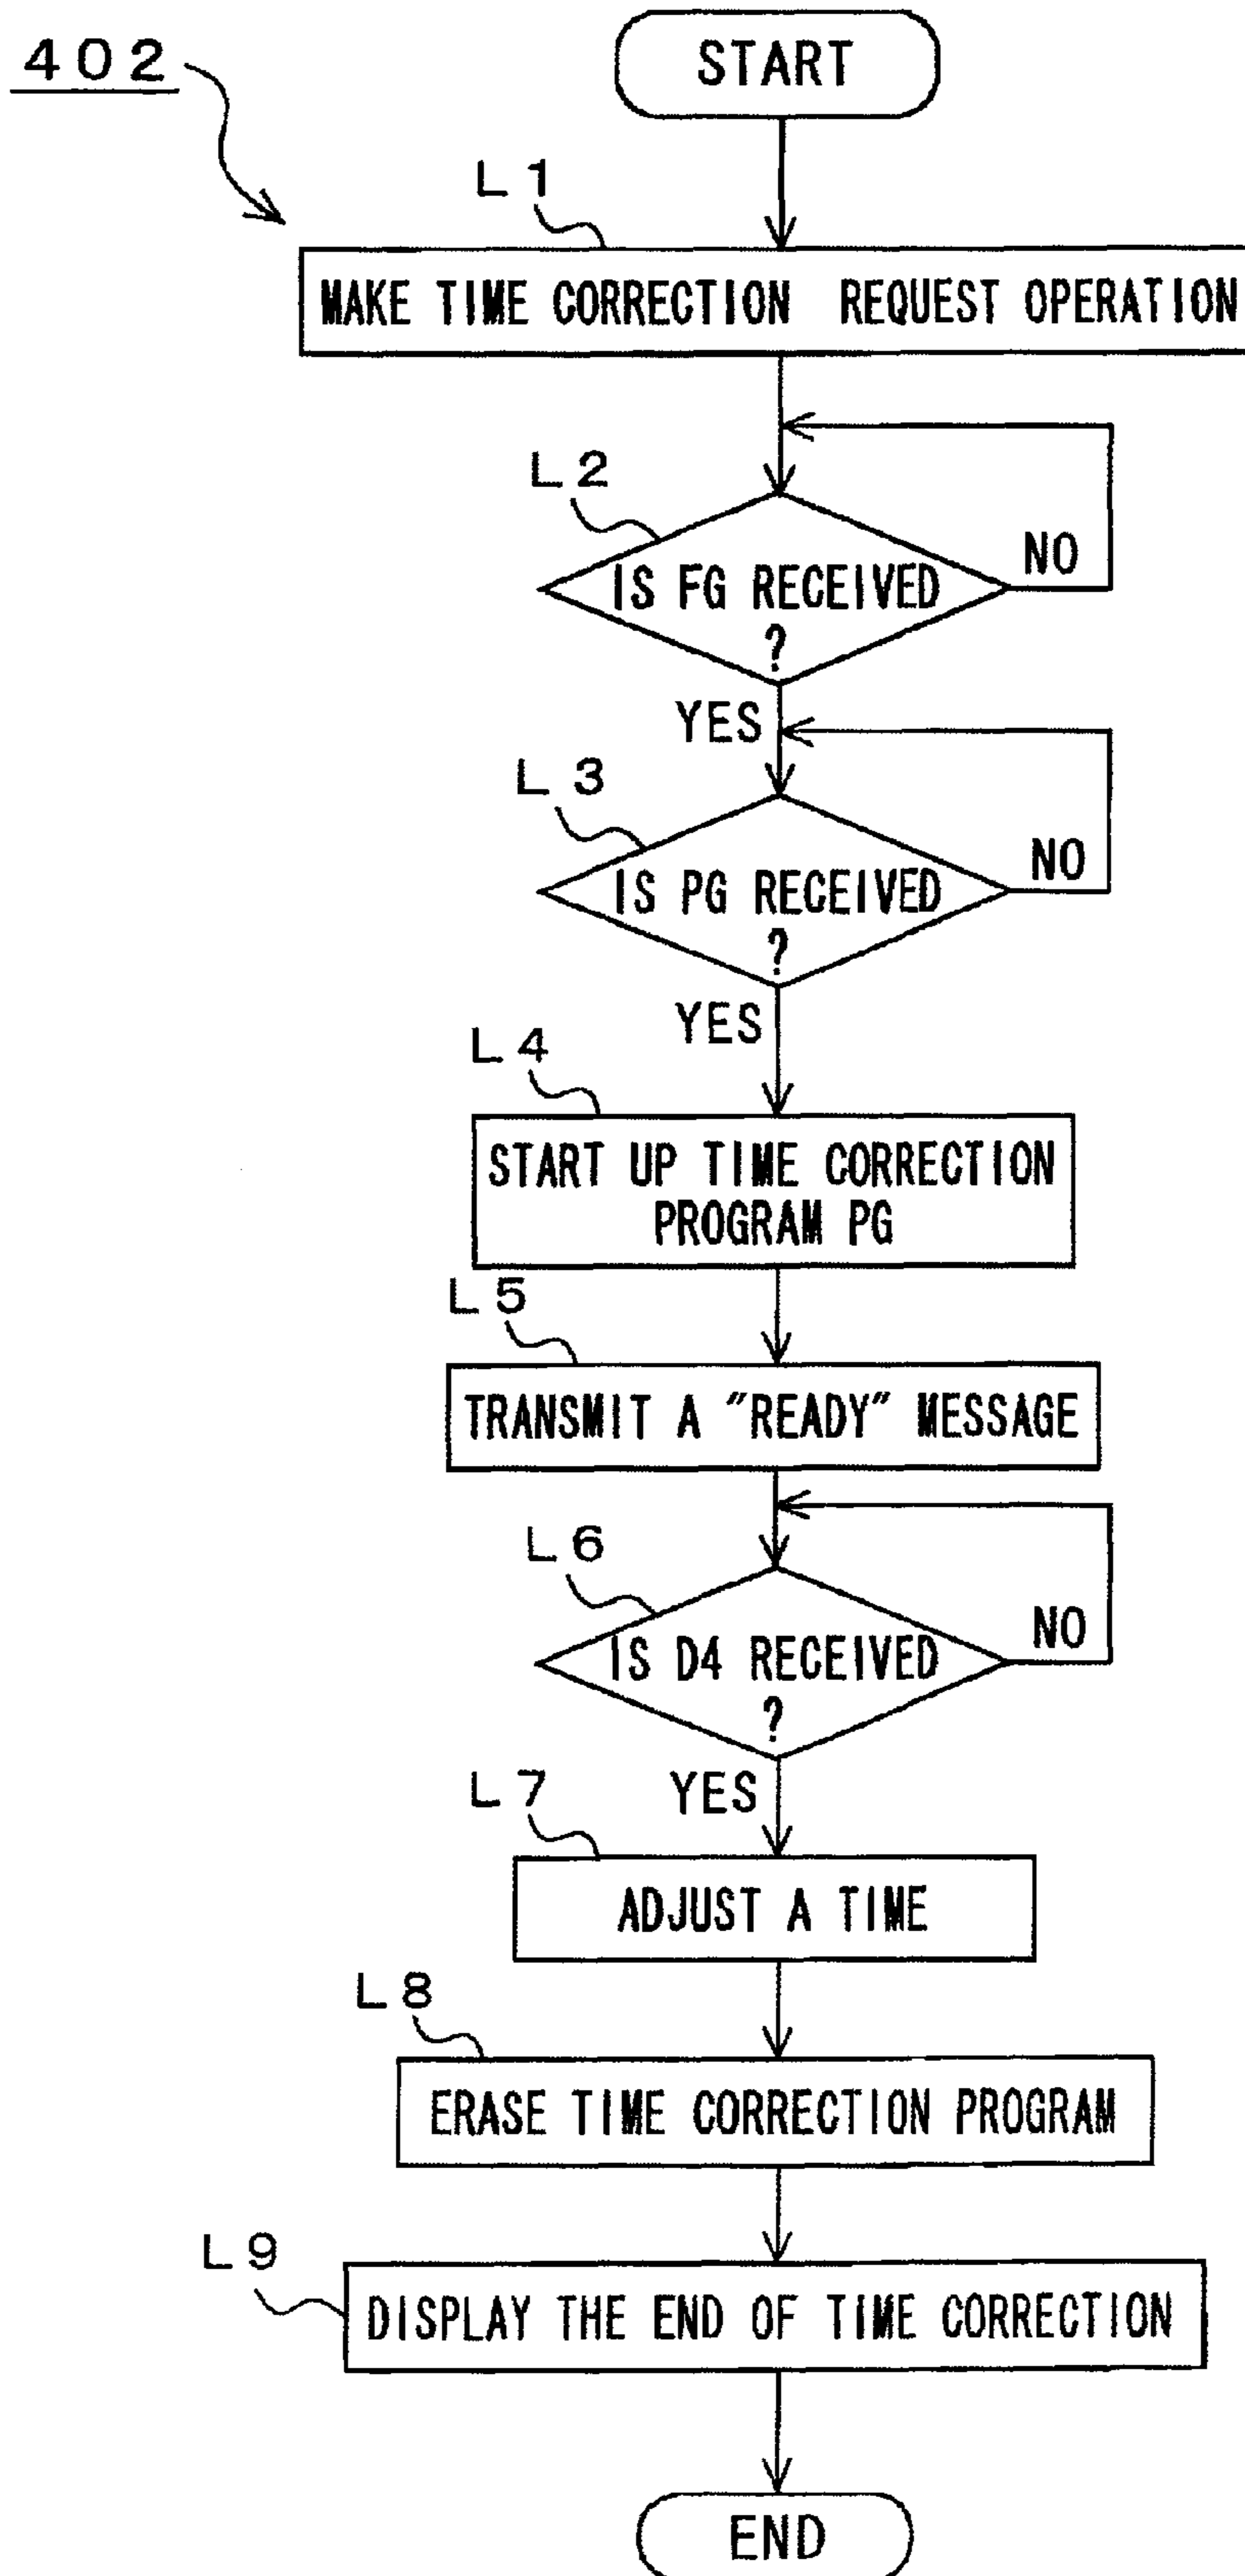 402
START
L1
MAKE TIME CORRECTION REQUEST OPERATION
L2
IS FG RECEIVED
?
NO
YES
L3
IS PG RECEIVED
?
NO
YES
L4
START UP TIME CORRECTION
PROGRAM PG
L5
TRANSMIT A "READY" MESSAGE
L6
IS D4 RECEIVED
?
NO
YES
L7
ADJUST A TIME
L8
ERASE TIME CORRECTION PROGRAM
L9
DISPLAY THE END OF TIME CORRECTION
END